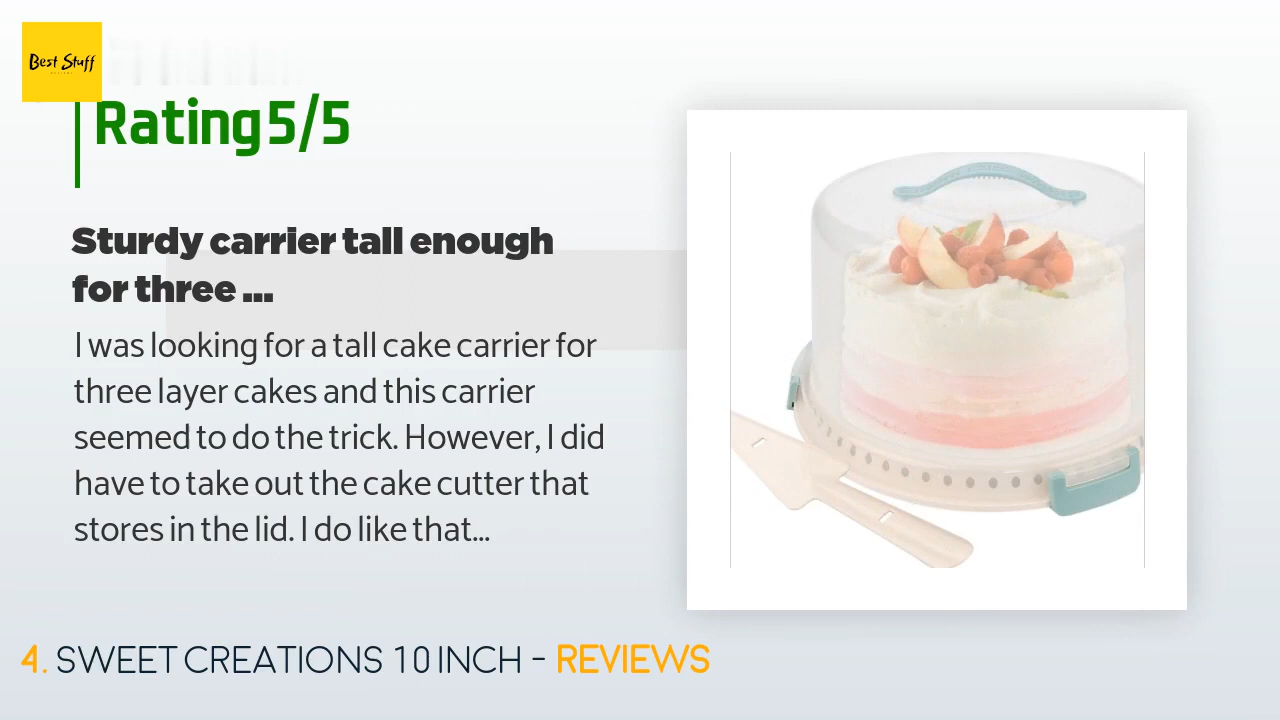 Best Stuff
Rating 5/5
Sturdy carrier tall enough
for three ...
I was looking for a tall cake carrier for
three layer cakes and this carrier
seemed to do the trick. However, I did
have to take out the cake cutter that
stores in the lid. I do like that...
4. SWEET CREATIONS 10 INCH - REVIEWS